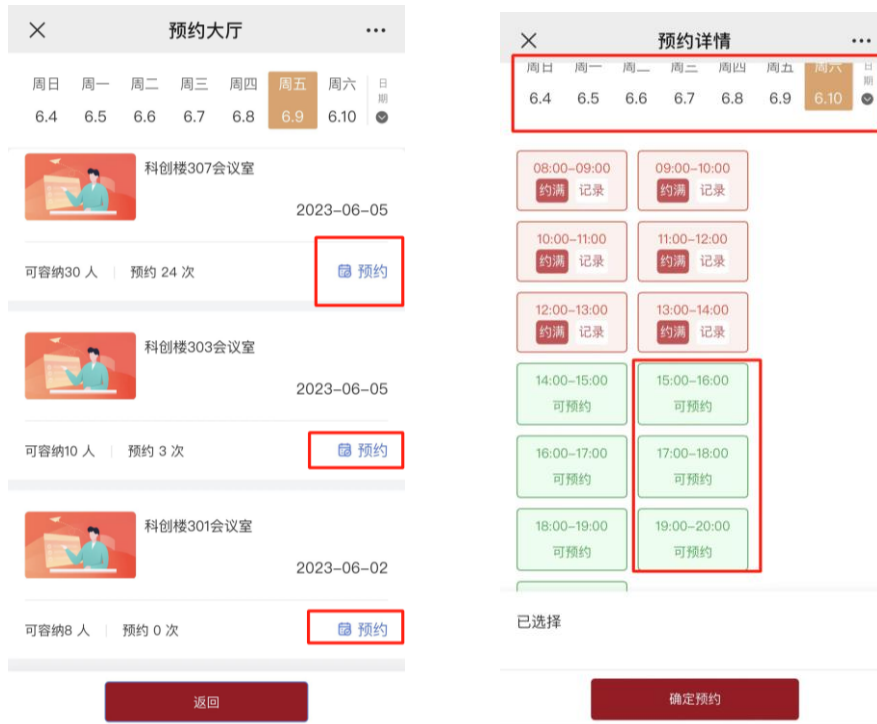 预约大厅
周日 周一 周二 周三 周四 周五 周六 日期
6.4 6.5 6.6 6.7 6.8 6.9 6.10
科创楼307会议室
2023-06-05
可容纳30 人 预约 24 次 预约
科创楼303会议室
2023-06-05
可容纳10 人 预约 3 次 预约
科创楼301会议室
2023-06-02
可容纳8 人 预约 0 次 预约
返回
预约详情
周日 周一 周二 周三 周四 周五 周六 日期
6.4 6.5 6.6 6.7 6.8 6.9 6.10
08:00-09:00 09:00-10:00
约满 记录 约满 记录
10:00-11:00 11:00-12:00
约满 记录 约满 记录
12:00-13:00 13:00-14:00
约满 记录 约满 记录
14:00-15:00 15:00-16:00
可预约 可预约
16:00-17:00 17:00-18:00
可预约 可预约
18:00-19:00 19:00-20:00
可预约 可预约
已选择
确定预约